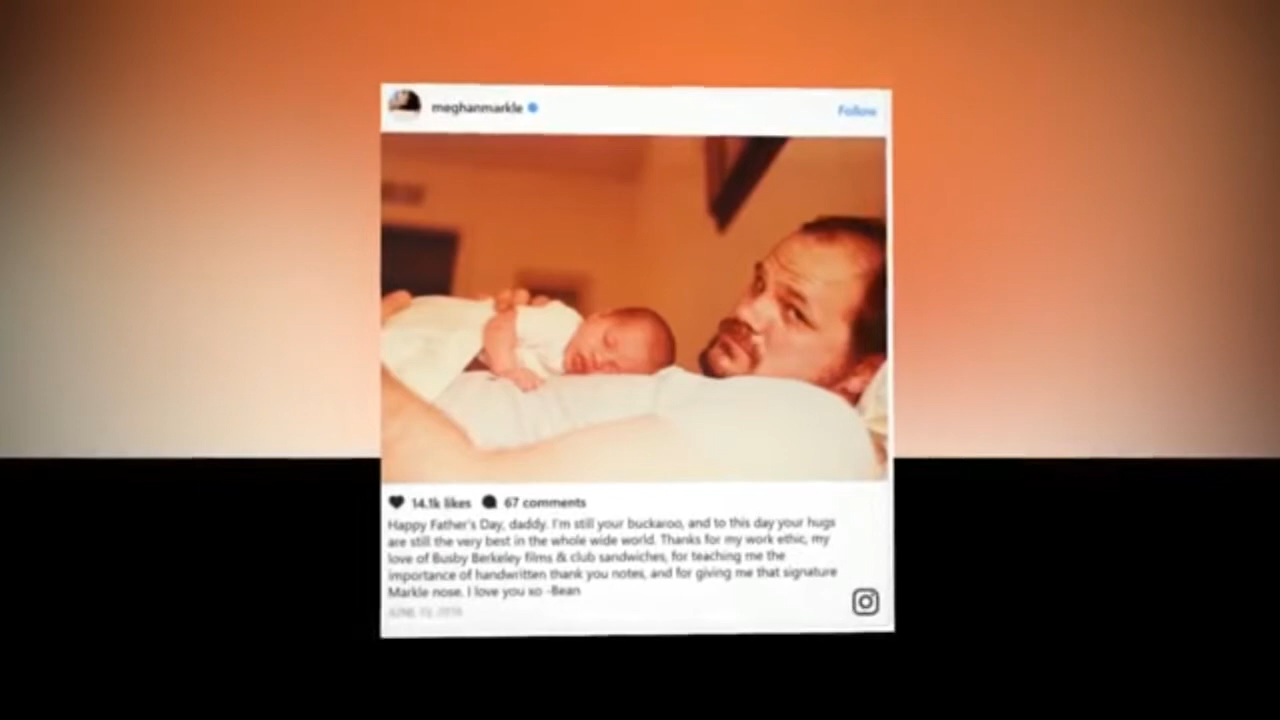 meghanmarkle
Follow
14.1k likes 67 comments
Happy Father's Day, daddy. I'm still your buckaroo, and to this day your hugs
are still the very best in the whole wide world. Thanks for my work ethic, my
love of Busby Berkeley films & club sandwiches, for teaching me the
importance of handwritten thank you notes, and for giving me that signature
Markle nose. I love you xo -Bean
JUNE